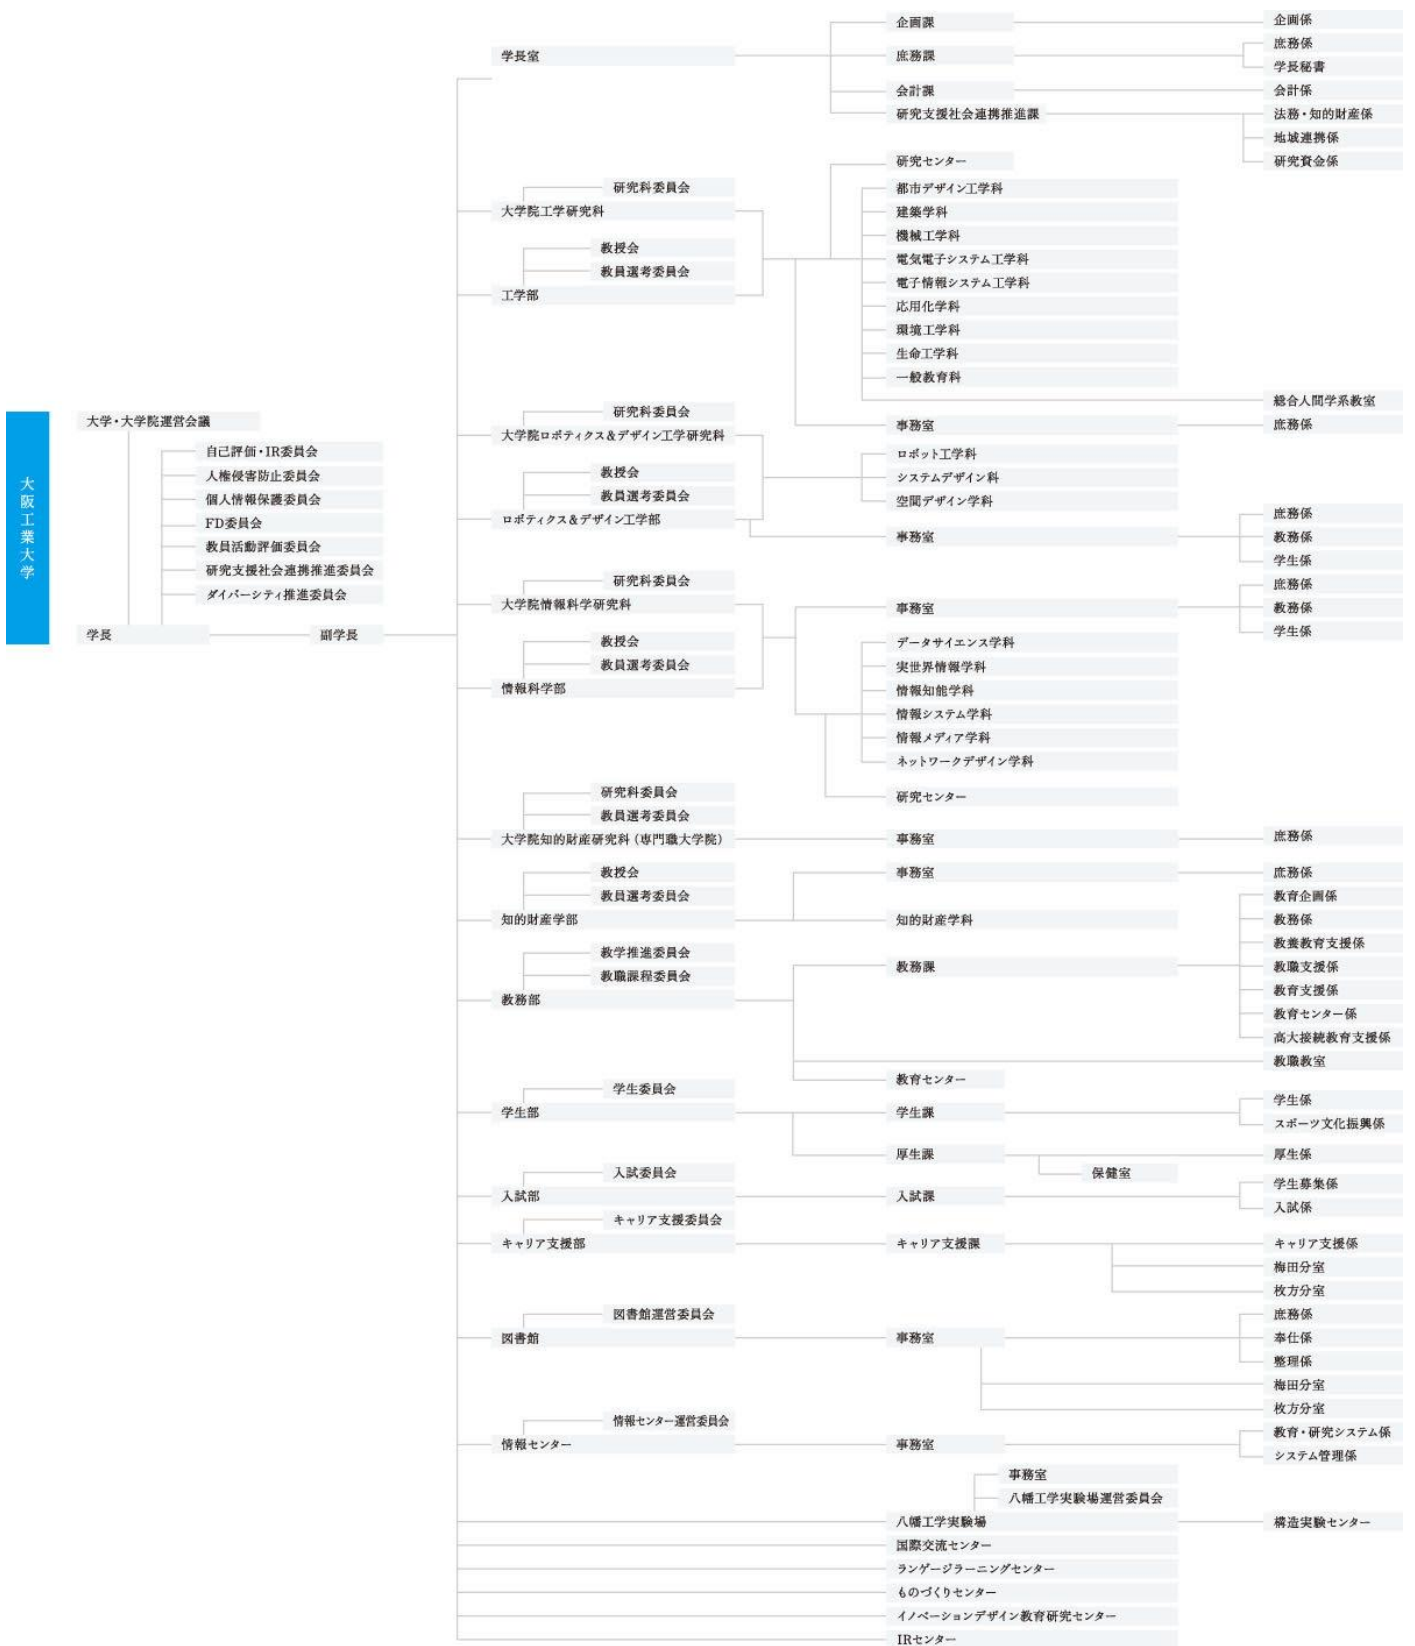 大阪工業大学
大学・大学院運営会議
自己評価・IR委員会
人権侵害防止委員会
個人情報保護委員会
FD委員会
教員活動評価委員会
研究支援社会連携推進委員会
ダイバーシティ推進委員会
学長
副学長
学長室
企画課
企画係
庶務課
庶務係
学長秘書
会計課
会計係
研究支援社会連携推進課
法務・知的財産係
地域連携係
研究資金係
研究科委員会
大学院工学研究科
教授会
教員選考委員会
工学部
研究センター
都市デザイン工学科
建築学科
機械工学科
電気電子システム工学科
電子情報システム工学科
応用化学科
環境工学科
生命工学科
一般教育科
総合人間学系教室
事務室
庶務係
研究科委員会
大学院ロボティクス&デザイン工学研究科
教授会
教員選考委員会
ロボティクス&デザイン工学部
ロボット工学科
システムデザイン科
空間デザイン学科
事務室
庶務係
教務係
学生係
研究科委員会
大学院情報科学研究科
教授会
教員選考委員会
情報科学部
事務室
庶務係
教務係
学生係
データサイエンス学科
実世界情報学科
情報知能学科
情報システム学科
情報メディア学科
ネットワークデザイン学科
研究センター
研究科委員会
教員選考委員会
大学院知的財産研究科(専門職大学院)
事務室
庶務係
教授会
教員選考委員会
知的財産学部
事務室
庶務係
知的財産学科
教学推進委員会
教職課程委員会
教務部
教務課
教育企画係
教務係
教養教育支援係
教職支援係
教育支援係
教育センター係
高大接続教育支援係
教職教室
教育センター
学生委員会
学生部
学生課
学生係
スポーツ文化振興係
厚生課
保健室
厚生係
入試委員会
入試部
入試課
学生募集係
入試係
キャリア支援委員会
キャリア支援部
キャリア支援課
キャリア支援係
梅田分室
枚方分室
図書館運営委員会
図書館
事務室
庶務係
奉仕係
整理係
梅田分室
枚方分室
情報センター運営委員会
情報センター
事務室
教育・研究システム係
システム管理係
事務室
八幡工学実験場運営委員会
八幡工学実験場
構造実験センター
国際交流センター
ランゲージラーニングセンター
ものづくりセンター
イノベーションデザイン教育研究センター
IRセンター